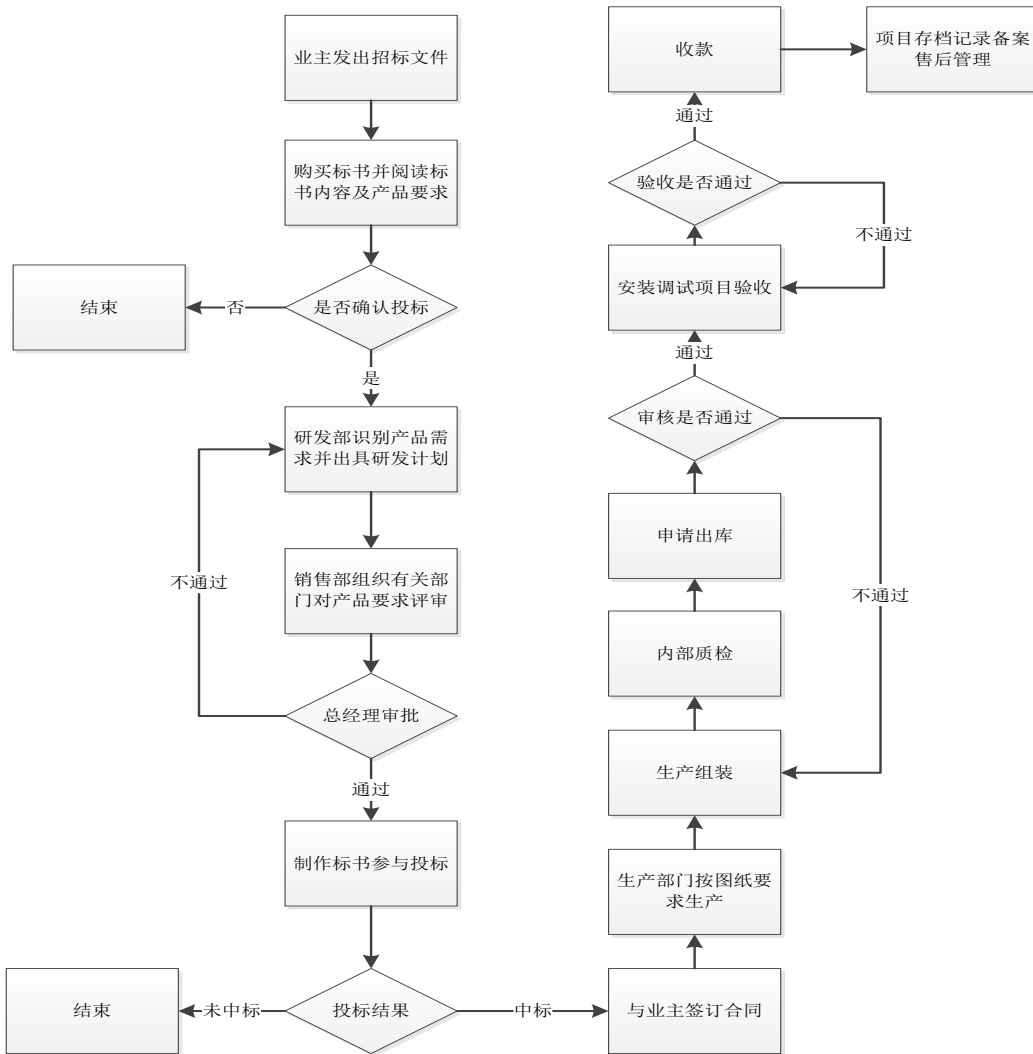 业主发出招标文件
购买标书并阅读标
书内容及产品要求
结束
否
是否确认投标
是
研发部识别产品需
求并出具研发计划
销售部组织有关部
门对产品要求评审
不通过
总经理审批
通过
制作标书参与投标
结束
未中标
投标结果
中标
与业主签订合同
生产部门按图纸要
求生产
生产组装
内部质检
不通过
申请出库
审核是否通过
通过
安装调试项目验收
不通过
验收是否通过
通过
收款
项目存档记录备案
售后管理